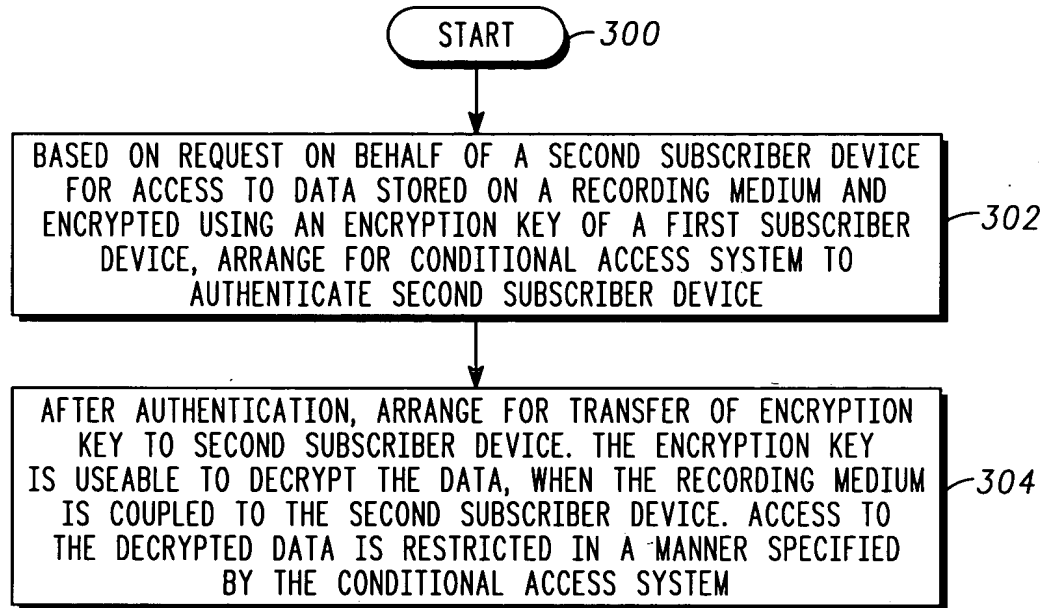 START
300
BASED ON REQUEST ON BEHALF OF A SECOND SUBSCRIBER DEVICE
FOR ACCESS TO DATA STORED ON A RECORDING MEDIUM AND
ENCRYPTED USING AN ENCRYPTION KEY OF A FIRST SUBSCRIBER
DEVICE, ARRANGE FOR CONDITIONAL ACCESS SYSTEM TO
AUTHENTICATE SECOND SUBSCRIBER DEVICE
302
AFTER AUTHENTICATION, ARRANGE FOR TRANSFER OF ENCRYPTION
KEY TO SECOND SUBSCRIBER DEVICE. THE ENCRYPTION KEY
IS USEABLE TO DECRYPT THE DATA, WHEN THE RECORDING MEDIUM
IS COUPLED TO THE SECOND SUBSCRIBER DEVICE. ACCESS TO
THE DECRYPTED DATA IS RESTRICTED IN A MANNER SPECIFIED
BY THE CONDITIONAL ACCESS SYSTEM
304